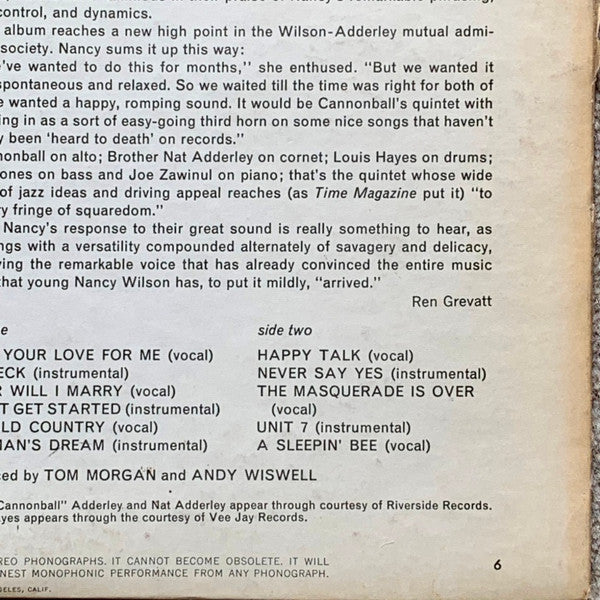 control, and dynamics.
album reaches a new high point in the Wilson-Adderley mutual admi-
society. Nancy sums it up this way:
've wanted to do this for months," she enthused. "But we wanted it
spontaneous and relaxed. So we waited till the time was right for both of
e wanted a happy, romping sound. It would be Cannonball's quintet with
ing in as a sort of easy-going third horn on some nice songs that haven't
y been 'heard to death' on records."
nonball on alto; Brother Nat Adderley on cornet; Louis Hayes on drums;
ones on bass and Joe Zawinul on piano; that's the quintet whose wide
of jazz ideas and driving appeal reaches (as Time Magazine put it) "to
ry fringe of squaredom."
Nancy's response to their great sound is really something to hear, as
ngs with a versatility compounded alternately of savagery and delicacy,
ving the remarkable voice that has already convinced the entire music
that young Nancy Wilson has, to put it mildly, "arrived."
Ren Grevatt
e
YOUR LOVE FOR ME (vocal)
ECK (instrumental)
R WILL I MARRY (vocal)
T GET STARTED (instrumental)
LD COUNTRY (vocal)
MAN'S DREAM (instrumental)
side two
HAPPY TALK (vocal)
NEVER SAY YES (instrumental)
THE MASQUERADE IS OVER
(vocal)
UNIT 7 (instrumental)
A SLEEPIN' BEE (vocal)
ced by TOM MORGAN and ANDY WISWELL
Cannonball" Adderley and Nat Adderley appear through courtesy of Riverside Records.
ayes appears through the courtesy of Vee Jay Records.
REO PHONOGRAPHS. IT CANNOT BECOME OBSOLETE. IT WILL
NEST MONOPHONIC PERFORMANCE FROM ANY PHONOGRAPH.
GELES, CALIF.
6